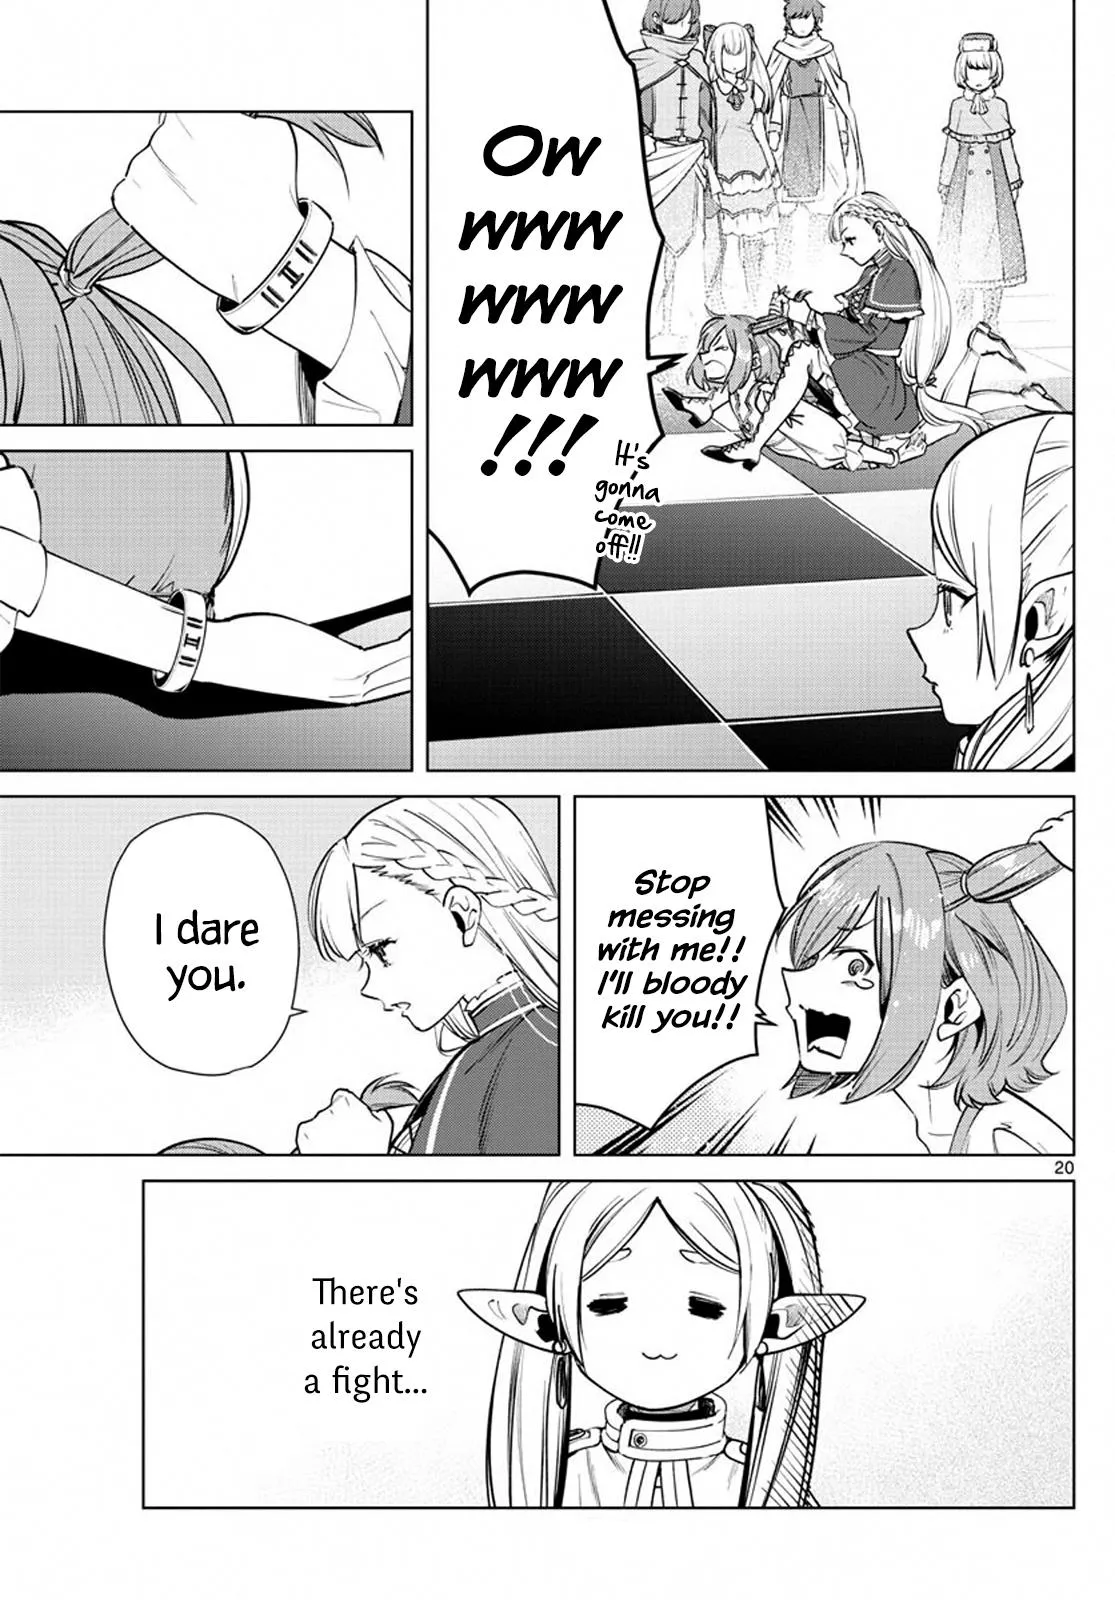 Ow
www
www
www
!!!
It's
gonna
come
off!!
||I||
||I||
Stop
messing
with me!!
I'll bloody
kill you!!
I dare
you.
20
There's
already
a fight...